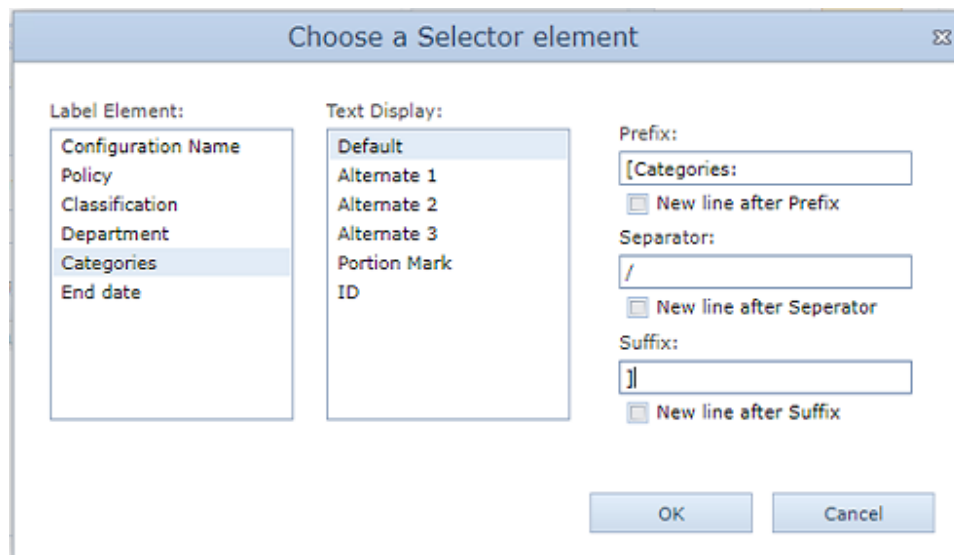 Choose a Selector element
Label Element:
Configuration Name
Policy
Classification
Department
Categories
End date
Text Display:
Default
Alternate 1
Alternate 2
Alternate 3
Portion Mark
ID
Prefix:
[Categories:
New line after Prefix
Separator:
/
New line after Seperator
Suffix:
]
New line after Suffix
OK
Cancel